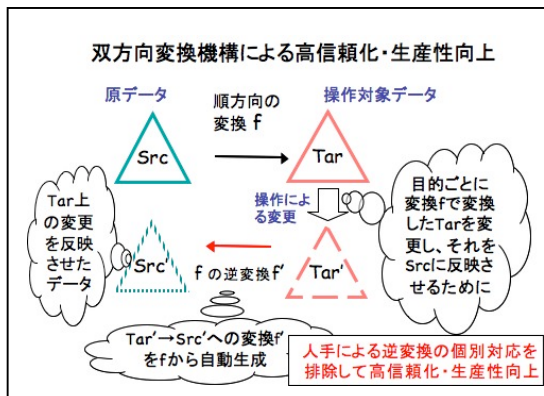 双方向変換機構による高信頼化・生産性向上
原データ
順方向の
変換 f
操作対象データ
Src
Tar
Tar上
の変更
を反映
させた
データ
操作によ
る変更
目的ごとに
変換fで変換
したTarを変
更し、それを
Srcに反映さ
せるために
Src'
f の逆変換f'
Tar'
Tar'→Src'への変換f'
をfから自動生成
人手による逆変換の個別対応を
排除して高信頼化・生産性向上